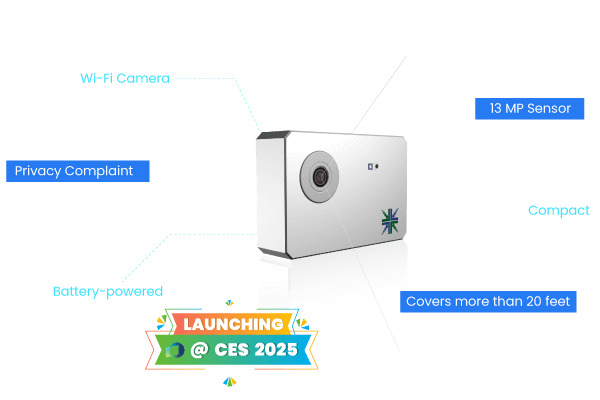 Wi-Fi Camera
13 MP Sensor
Privacy Complaint
Compact
Battery-powered
Covers more than 20 feet
LAUNCHING
@ CES 2025